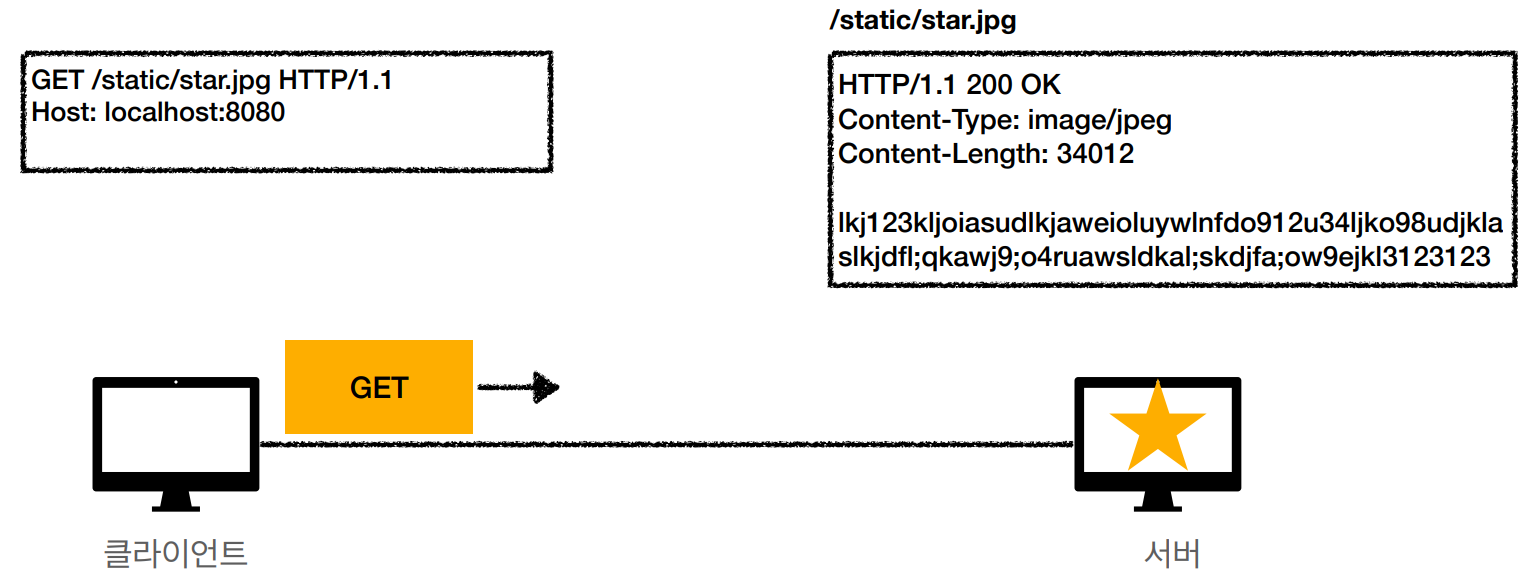 /static/star.jpg
GET /static/star.jpg HTTP/1.1
Host: localhost:8080
HTTP/1.1 200 OK
Content-Type: image/jpeg
Content-Length: 34012
lkj123kljoiasudlkjaweioluywlnfdo912u34ljko98udjkla
slkjdfl;qkawj9;o4ruawsldkal;skdjfa;ow9ejkl3123123
GET
클라이언트
서버